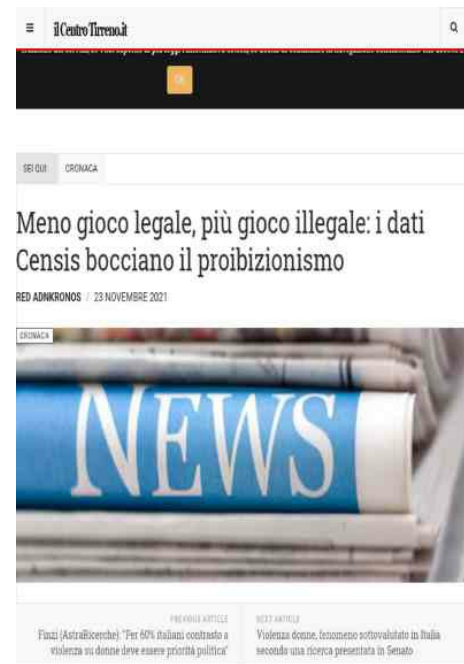 il Centro Tirreno.it
OK
SEI QUI:
CRONACA
Meno gioco legale, più gioco illegale: i dati
Censis bocciano il proibizionismo
RED ADNKRONOS / 23 NOVEMBRE 2021
CRONACA
NEWS
PREVIOUS ARTICLE
Finzi (AstraRicerche): "Per 60% italiani contrasto a
violenza su donne deve essere priorità politica"
NEXT ARTICLE
Violenza donne, fenomeno sottovalutato in Italia
secondo una ricerca presentata in Senato